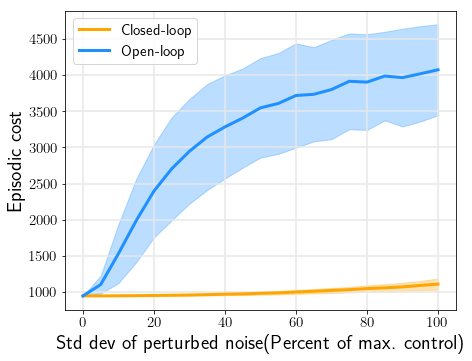 Closed-loop
Open-loop
Episodic cost
4500
4000
3500
3000
2500
2000
1500
1000
0 20 40 60 80 100
Std dev of perturbed noise(Percent of max. control)